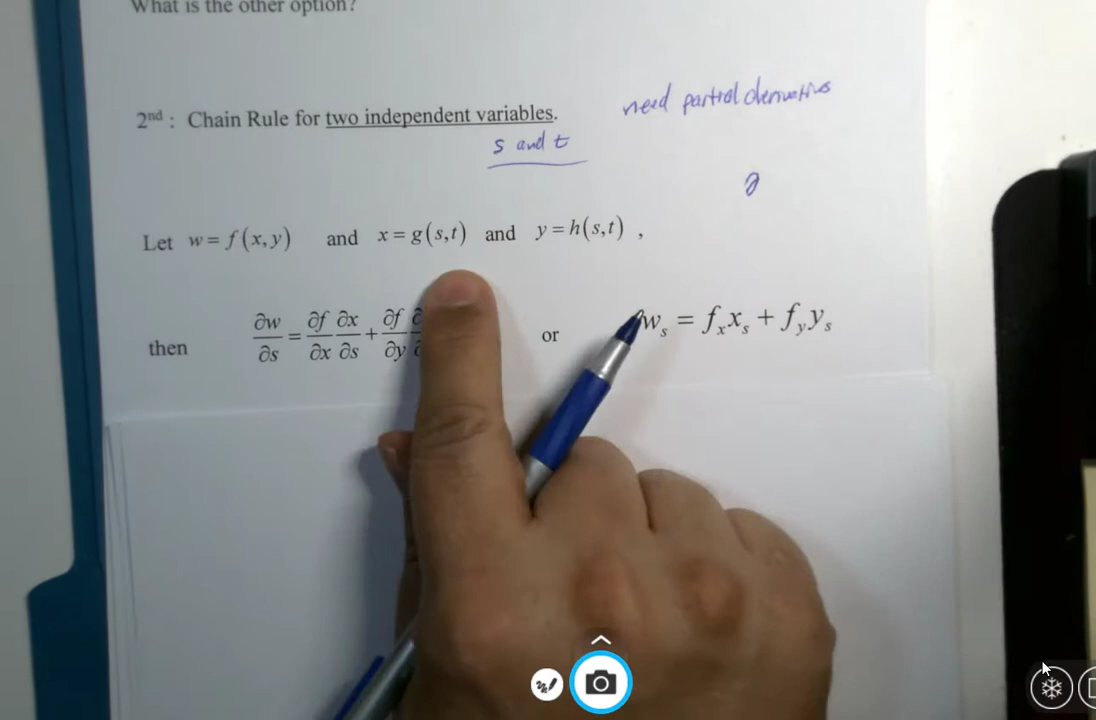 What is the other option?
2nd : Chain Rule for two independent variables.
need partial derivatives
s and t
∂
Let w = f(x,y) and x = g(s,t) and y = h(s,t) ,
then ∂w/∂s = ∂f/∂x ∂x/∂s + ∂f/∂y or w_s = f_x x_s + f_y y_s